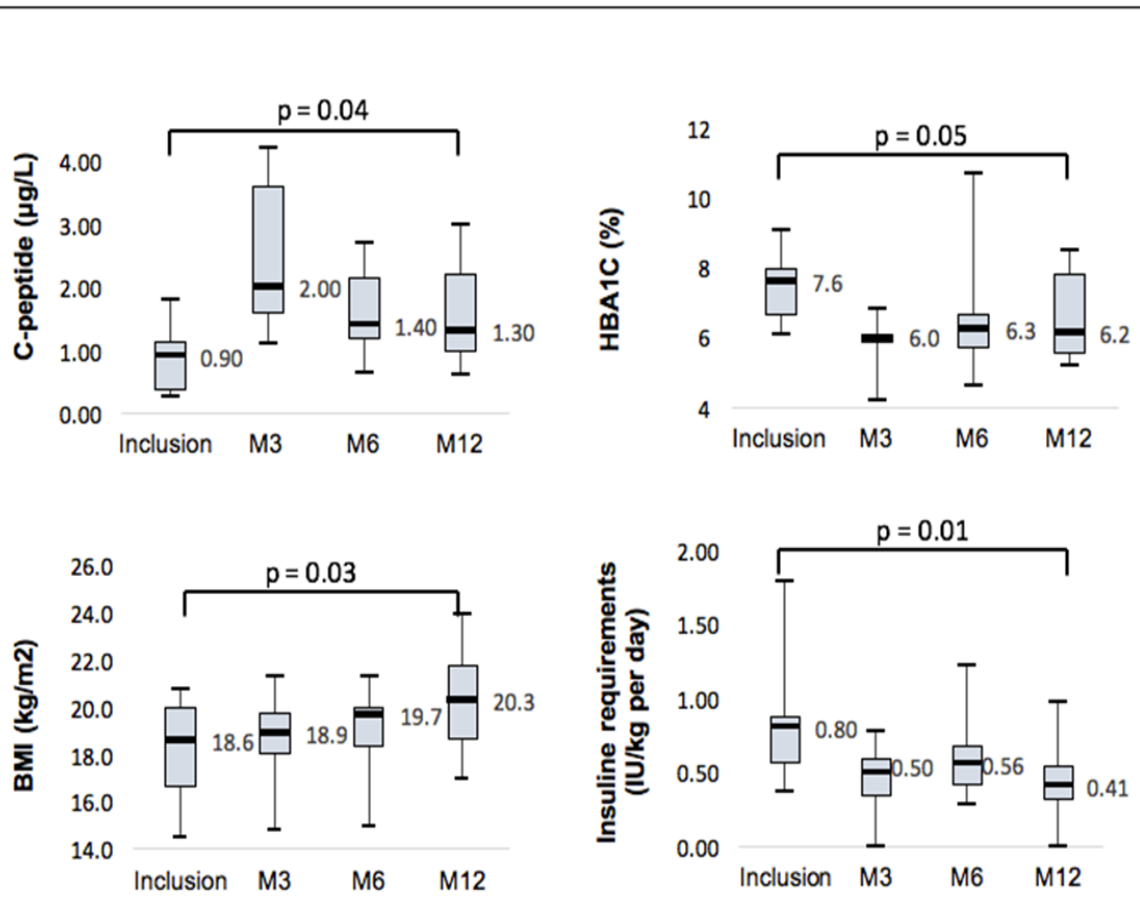 p = 0.04
C-peptide (µg/L)
4.00
3.00
2.00
1.00
0.00
0.90
2.00
1.40
1.30
Inclusion M3 M6 M12
p = 0.05
HBA1C (%)
12
10
8
6
4
7.6
6.0
6.3
6.2
Inclusion M3 M6 M12
p = 0.03
BMI (kg/m2)
26.0
24.0
22.0
20.0
18.0
16.0
14.0
18.6
18.9
19.7
20.3
Inclusion M3 M6 M12
p = 0.01
Insuline requirements
(IU/kg per day)
2.00
1.50
1.00
0.50
0.00
0.80
0.50
0.56
0.41
Inclusion M3 M6 M12